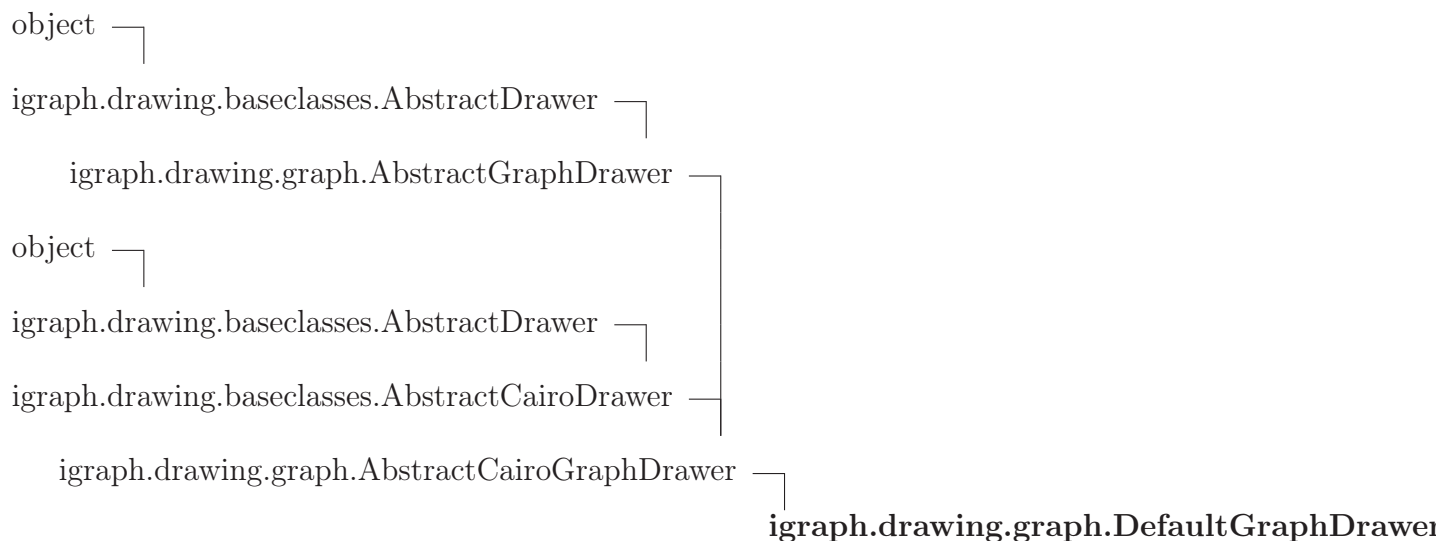 object
igraph.drawing.baseclasses.AbstractDrawer
igraph.drawing.graph.AbstractGraphDrawer
object
igraph.drawing.baseclasses.AbstractDrawer
igraph.drawing.baseclasses.AbstractCairoDrawer
igraph.drawing.graph.AbstractCairoGraphDrawer
igraph.drawing.graph.DefaultGraphDrawer